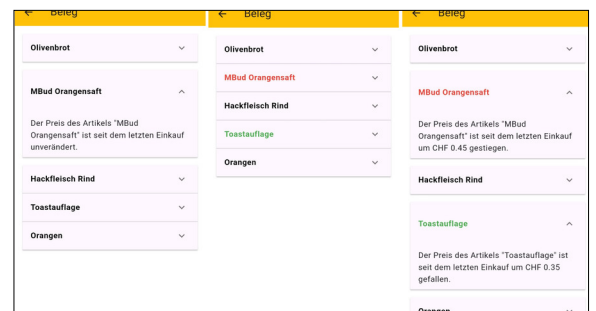 Beleg
Olivenbrot
MBud Orangensaft
Der Preis des Artikels "MBud
Orangensaft" ist seit dem letzten Einkauf
unverändert.
Hackfleisch Rind
Toastauflage
Orangen
Beleg
Olivenbrot
MBud Orangensaft
Hackfleisch Rind
Toastauflage
Orangen
Beleg
Olivenbrot
MBud Orangensaft
Der Preis des Artikels "MBud
Orangensaft" ist seit dem letzten Einkauf
um CHF 0.45 gestiegen.
Hackfleisch Rind
Toastauflage
Der Preis des Artikels "Toastauflage" ist
seit dem letzten Einkauf um CHF 0.35
gefallen.
Orangen